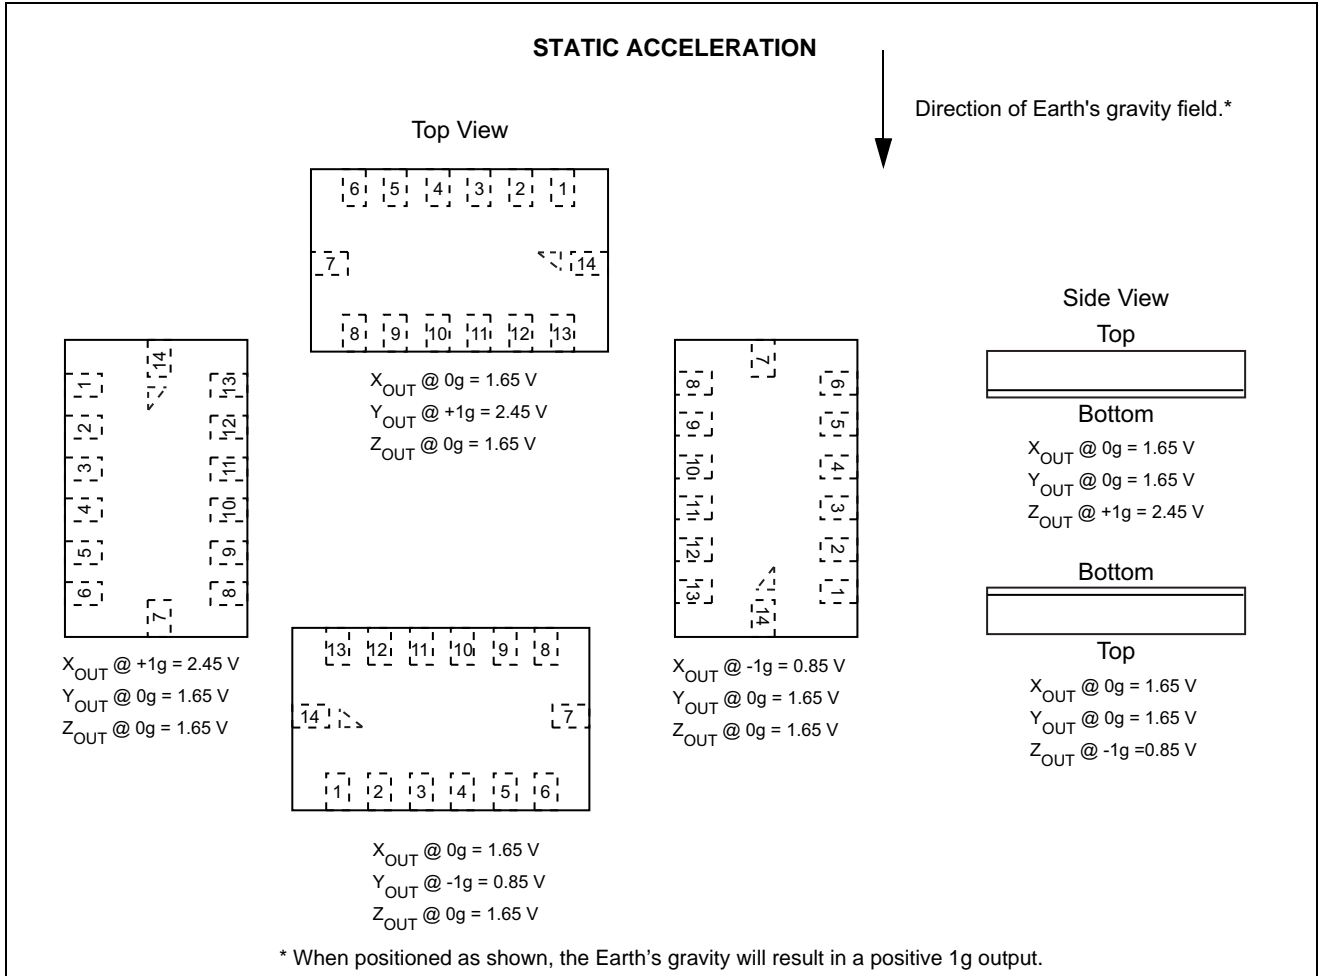 STATIC ACCELERATION
Direction of Earth's gravity field.*
Top View
6 5 4 3 2 1
7 14
8 9 10 11 12 13
XOUT @ 0g = 1.65 V
YOUT @ +1g = 2.45 V
ZOUT @ 0g = 1.65 V
14
1 13
2 12
3 11
4 10
5 9
6 8
7
XOUT @ +1g = 2.45 V
YOUT @ 0g = 1.65 V
ZOUT @ 0g = 1.65 V
13 12 11 10 9 8
14 7
1 2 3 4 5 6
XOUT @ 0g = 1.65 V
YOUT @ -1g = 0.85 V
ZOUT @ 0g = 1.65 V
7
8 6
9 5
10 4
11 3
12 2
13 1
14
XOUT @ -1g = 0.85 V
YOUT @ 0g = 1.65 V
ZOUT @ 0g = 1.65 V
Side View
Top
Bottom
XOUT @ 0g = 1.65 V
YOUT @ 0g = 1.65 V
ZOUT @ +1g = 2.45 V
Bottom
Top
XOUT @ 0g = 1.65 V
YOUT @ 0g = 1.65 V
ZOUT @ -1g =0.85 V
* When positioned as shown, the Earth’s gravity will result in a positive 1g output.